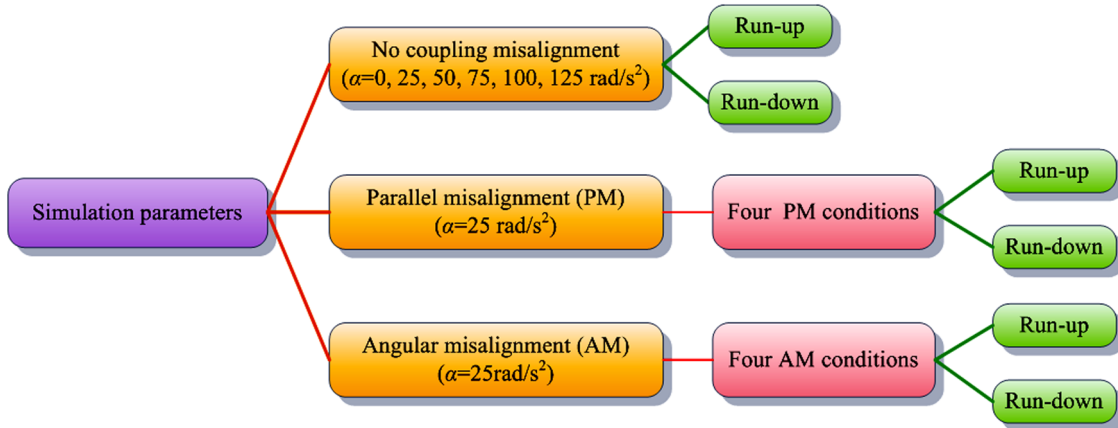 Simulation parameters
No coupling misalignment
(α=0, 25, 50, 75, 100, 125 rad/s²)
Run-up
Run-down
Parallel misalignment (PM)
(α=25 rad/s²)
Four PM conditions
Run-up
Run-down
Angular misalignment (AM)
(α=25rad/s²)
Four AM conditions
Run-up
Run-down